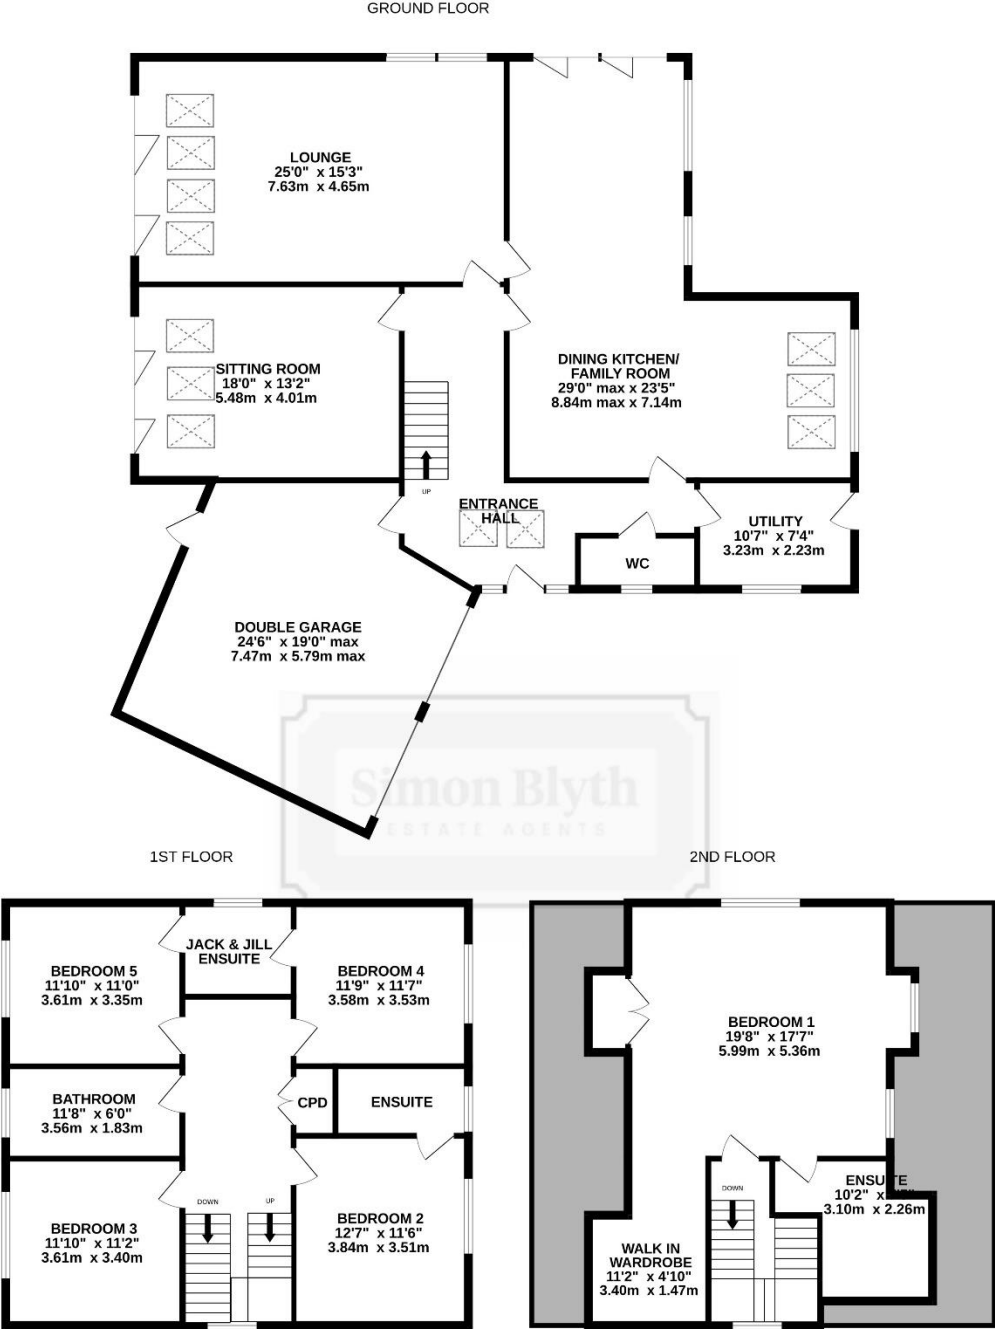 GROUND FLOOR
LOUNGE
25'0" x 15'3"
7.63m x 4.65m
SITTING ROOM
18'0" x 13'2"
5.48m x 4.01m
DINING KITCHEN/
FAMILY ROOM
29'0" max x 23'5"
8.84m max x 7.14m
UP
ENTRANCE
HALL
WC
UTILITY
10'7" x 7'4"
3.23m x 2.23m
DOUBLE GARAGE
24'6" x 19'0" max
7.47m x 5.79m max
Simon Blyth
ESTATE AGENTS
1ST FLOOR
JACK & JILL
ENSUITE
BEDROOM 5
11'10" x 11'0"
3.61m x 3.35m
BEDROOM 4
11'9" x 11'7"
3.58m x 3.53m
BATHROOM
11'8" x 6'0"
3.56m x 1.83m
CPD
ENSUITE
DOWN
UP
BEDROOM 3
11'10" x 11'2"
3.61m x 3.40m
BEDROOM 2
12'7" x 11'6"
3.84m x 3.51m
2ND FLOOR
BEDROOM 1
19'8" x 17'7"
5.99m x 5.36m
DOWN
ENSUITE
10'2" x
3.10m x 2.26m
WALK IN
WARDROBE
11'2" x 4'10"
3.40m x 1.47m